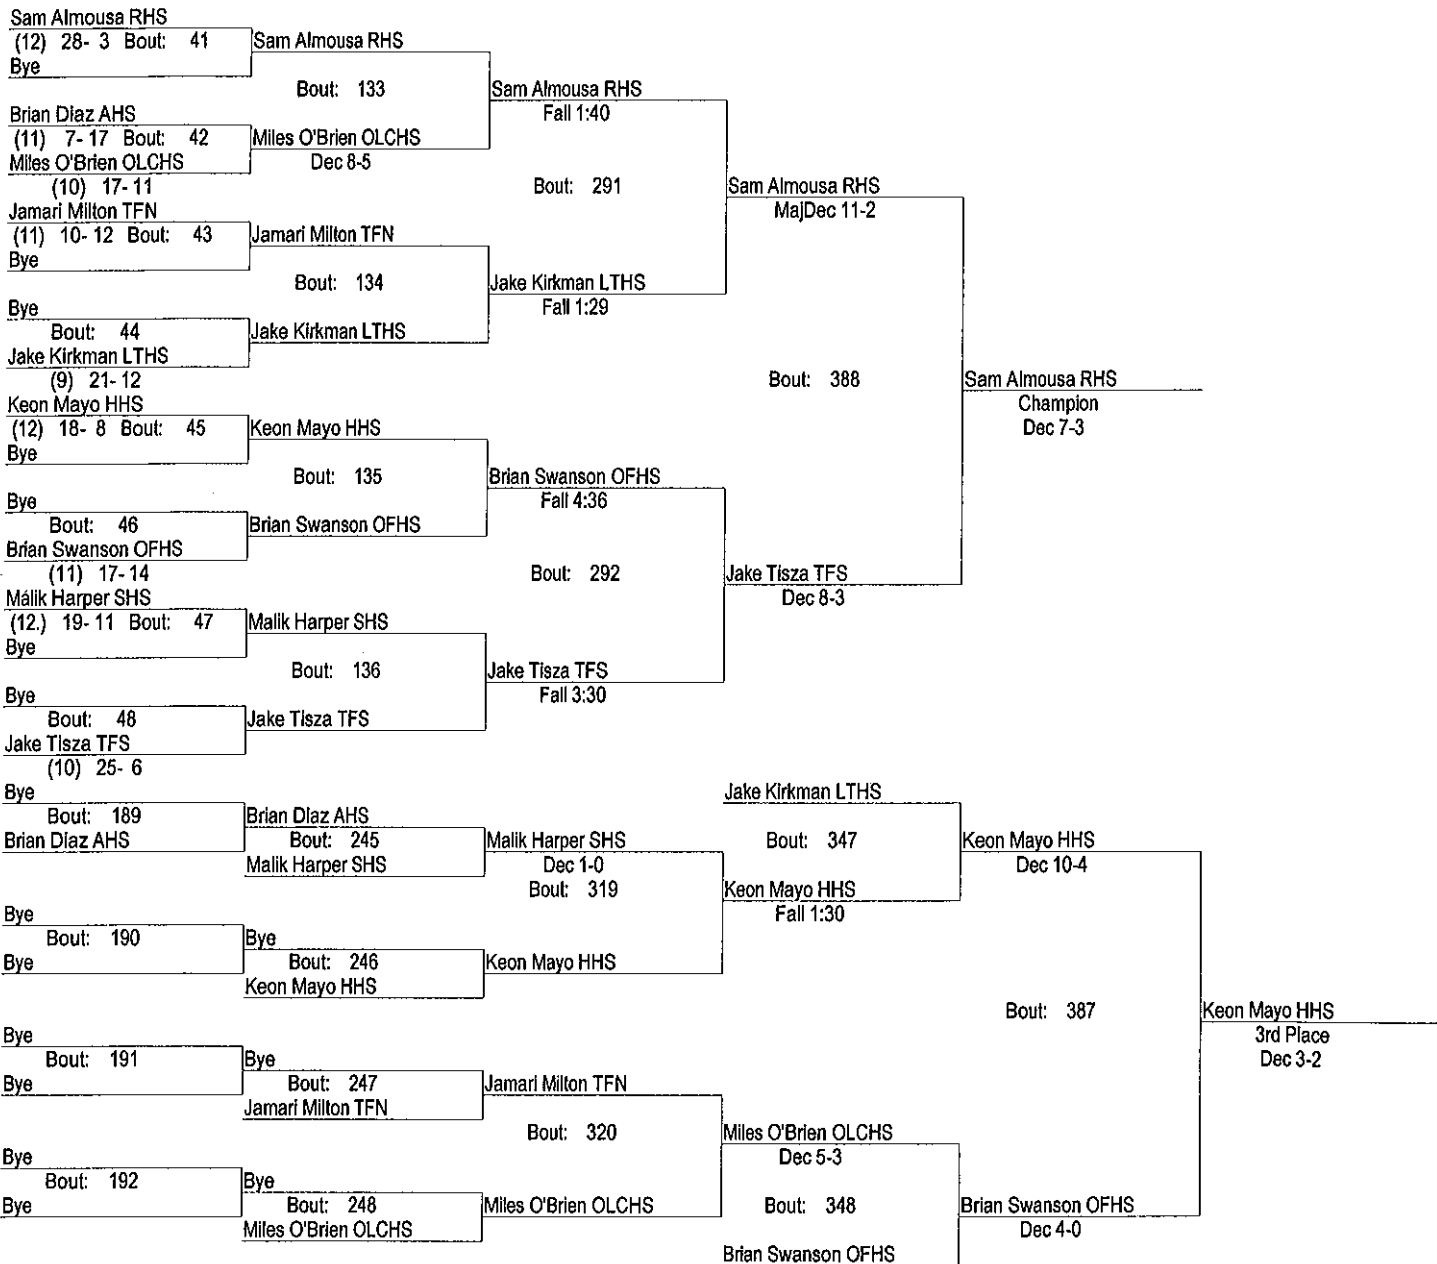 Sam Almousa RHS
(12) 28- 3 Bout: 41
Bye
Brian Diaz AHS
(11) 7- 17 Bout: 42
Miles O'Brien OLCHS
(10) 17- 11
Jamari Milton TFN
(11) 10- 12 Bout: 43
Bye
Bye
Bout: 44
Jake Kirkman LTHS
(9) 21- 12
Keon Mayo HHS
(12) 18- 8 Bout: 45
Bye
Bye
Bout: 46
Brian Swanson OFHS
(11) 17- 14
Malik Harper SHS
(12.) 19- 11 Bout: 47
Bye
Bye
Bout: 48
Jake Tisza TFS
(10) 25- 6
Sam Almousa RHS
Bout: 133
Miles O'Brien OLCHS
Dec 8-5
Jamari Milton TFN
Bout: 134
Jake Kirkman LTHS
Keon Mayo HHS
Bout: 135
Brian Swanson OFHS
Malik Harper SHS
Bout: 136
Jake Tisza TFS
Sam Almousa RHS
Fall 1:40
Bout: 291
Jake Kirkman LTHS
Fall 1:29
Brian Swanson OFHS
Fall 4:36
Bout: 292
Jake Tisza TFS
Fall 3:30
Sam Almousa RHS
MajDec 11-2
Bout: 388
Jake Tisza TFS
Dec 8-3
Sam Almousa RHS
Champion
Dec 7-3
Bye
Bout: 189
Brian Diaz AHS
Bye
Bout: 190
Bye
Bye
Bout: 191
Bye
Bye
Bout: 192
Bye
Brian Diaz AHS
Bout: 245
Malik Harper SHS
Bye
Bout: 246
Keon Mayo HHS
Bye
Bout: 247
Jamari Milton TFN
Bye
Bout: 248
Miles O'Brien OLCHS
Malik Harper SHS
Dec 1-0
Bout: 319
Keon Mayo HHS
Jamari Milton TFN
Bout: 320
Miles O'Brien OLCHS
Jake Kirkman LTHS
Bout: 347
Keon Mayo HHS
Fall 1:30
Miles O'Brien OLCHS
Dec 5-3
Bout: 348
Brian Swanson OFHS
Keon Mayo HHS
Dec 10-4
Bout: 387
Brian Swanson OFHS
Dec 4-0
Keon Mayo HHS
3rd Place
Dec 3-2